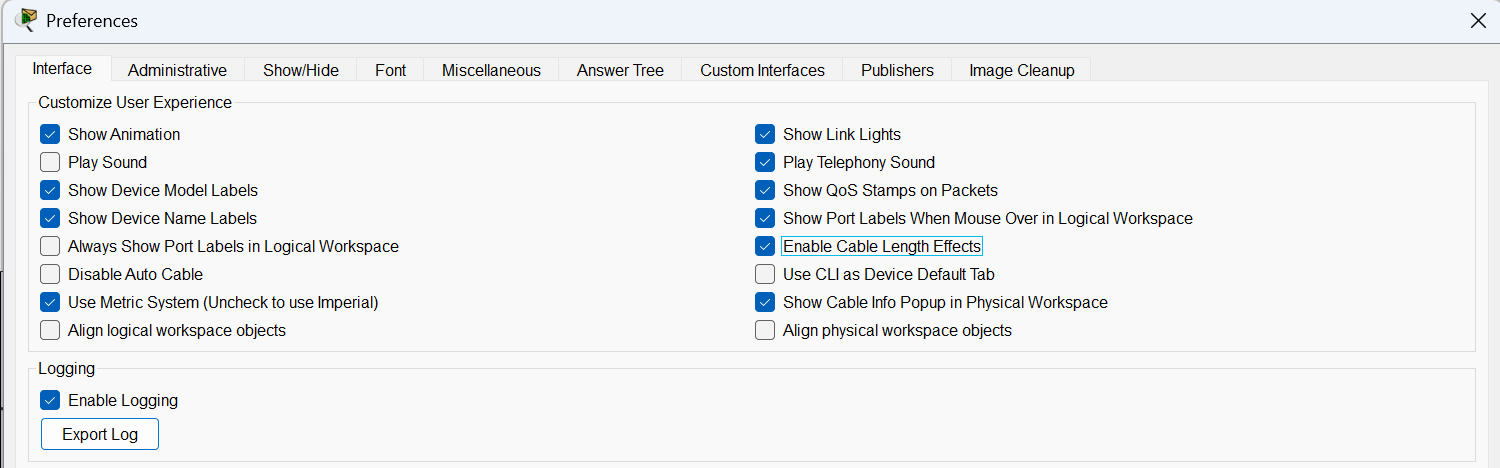 Preferences
Interface Administrative Show/Hide Font Miscellaneous Answer Tree Custom Interfaces Publishers Image Cleanup
Customize User Experience
Show Animation
Show Link Lights
Play Sound
Play Telephony Sound
Show Device Model Labels
Show QoS Stamps on Packets
Show Device Name Labels
Show Port Labels When Mouse Over in Logical Workspace
Always Show Port Labels in Logical Workspace
Enable Cable Length Effects
Disable Auto Cable
Use CLI as Device Default Tab
Use Metric System (Uncheck to use Imperial)
Show Cable Info Popup in Physical Workspace
Align logical workspace objects
Align physical workspace objects
Logging
Enable Logging
Export Log